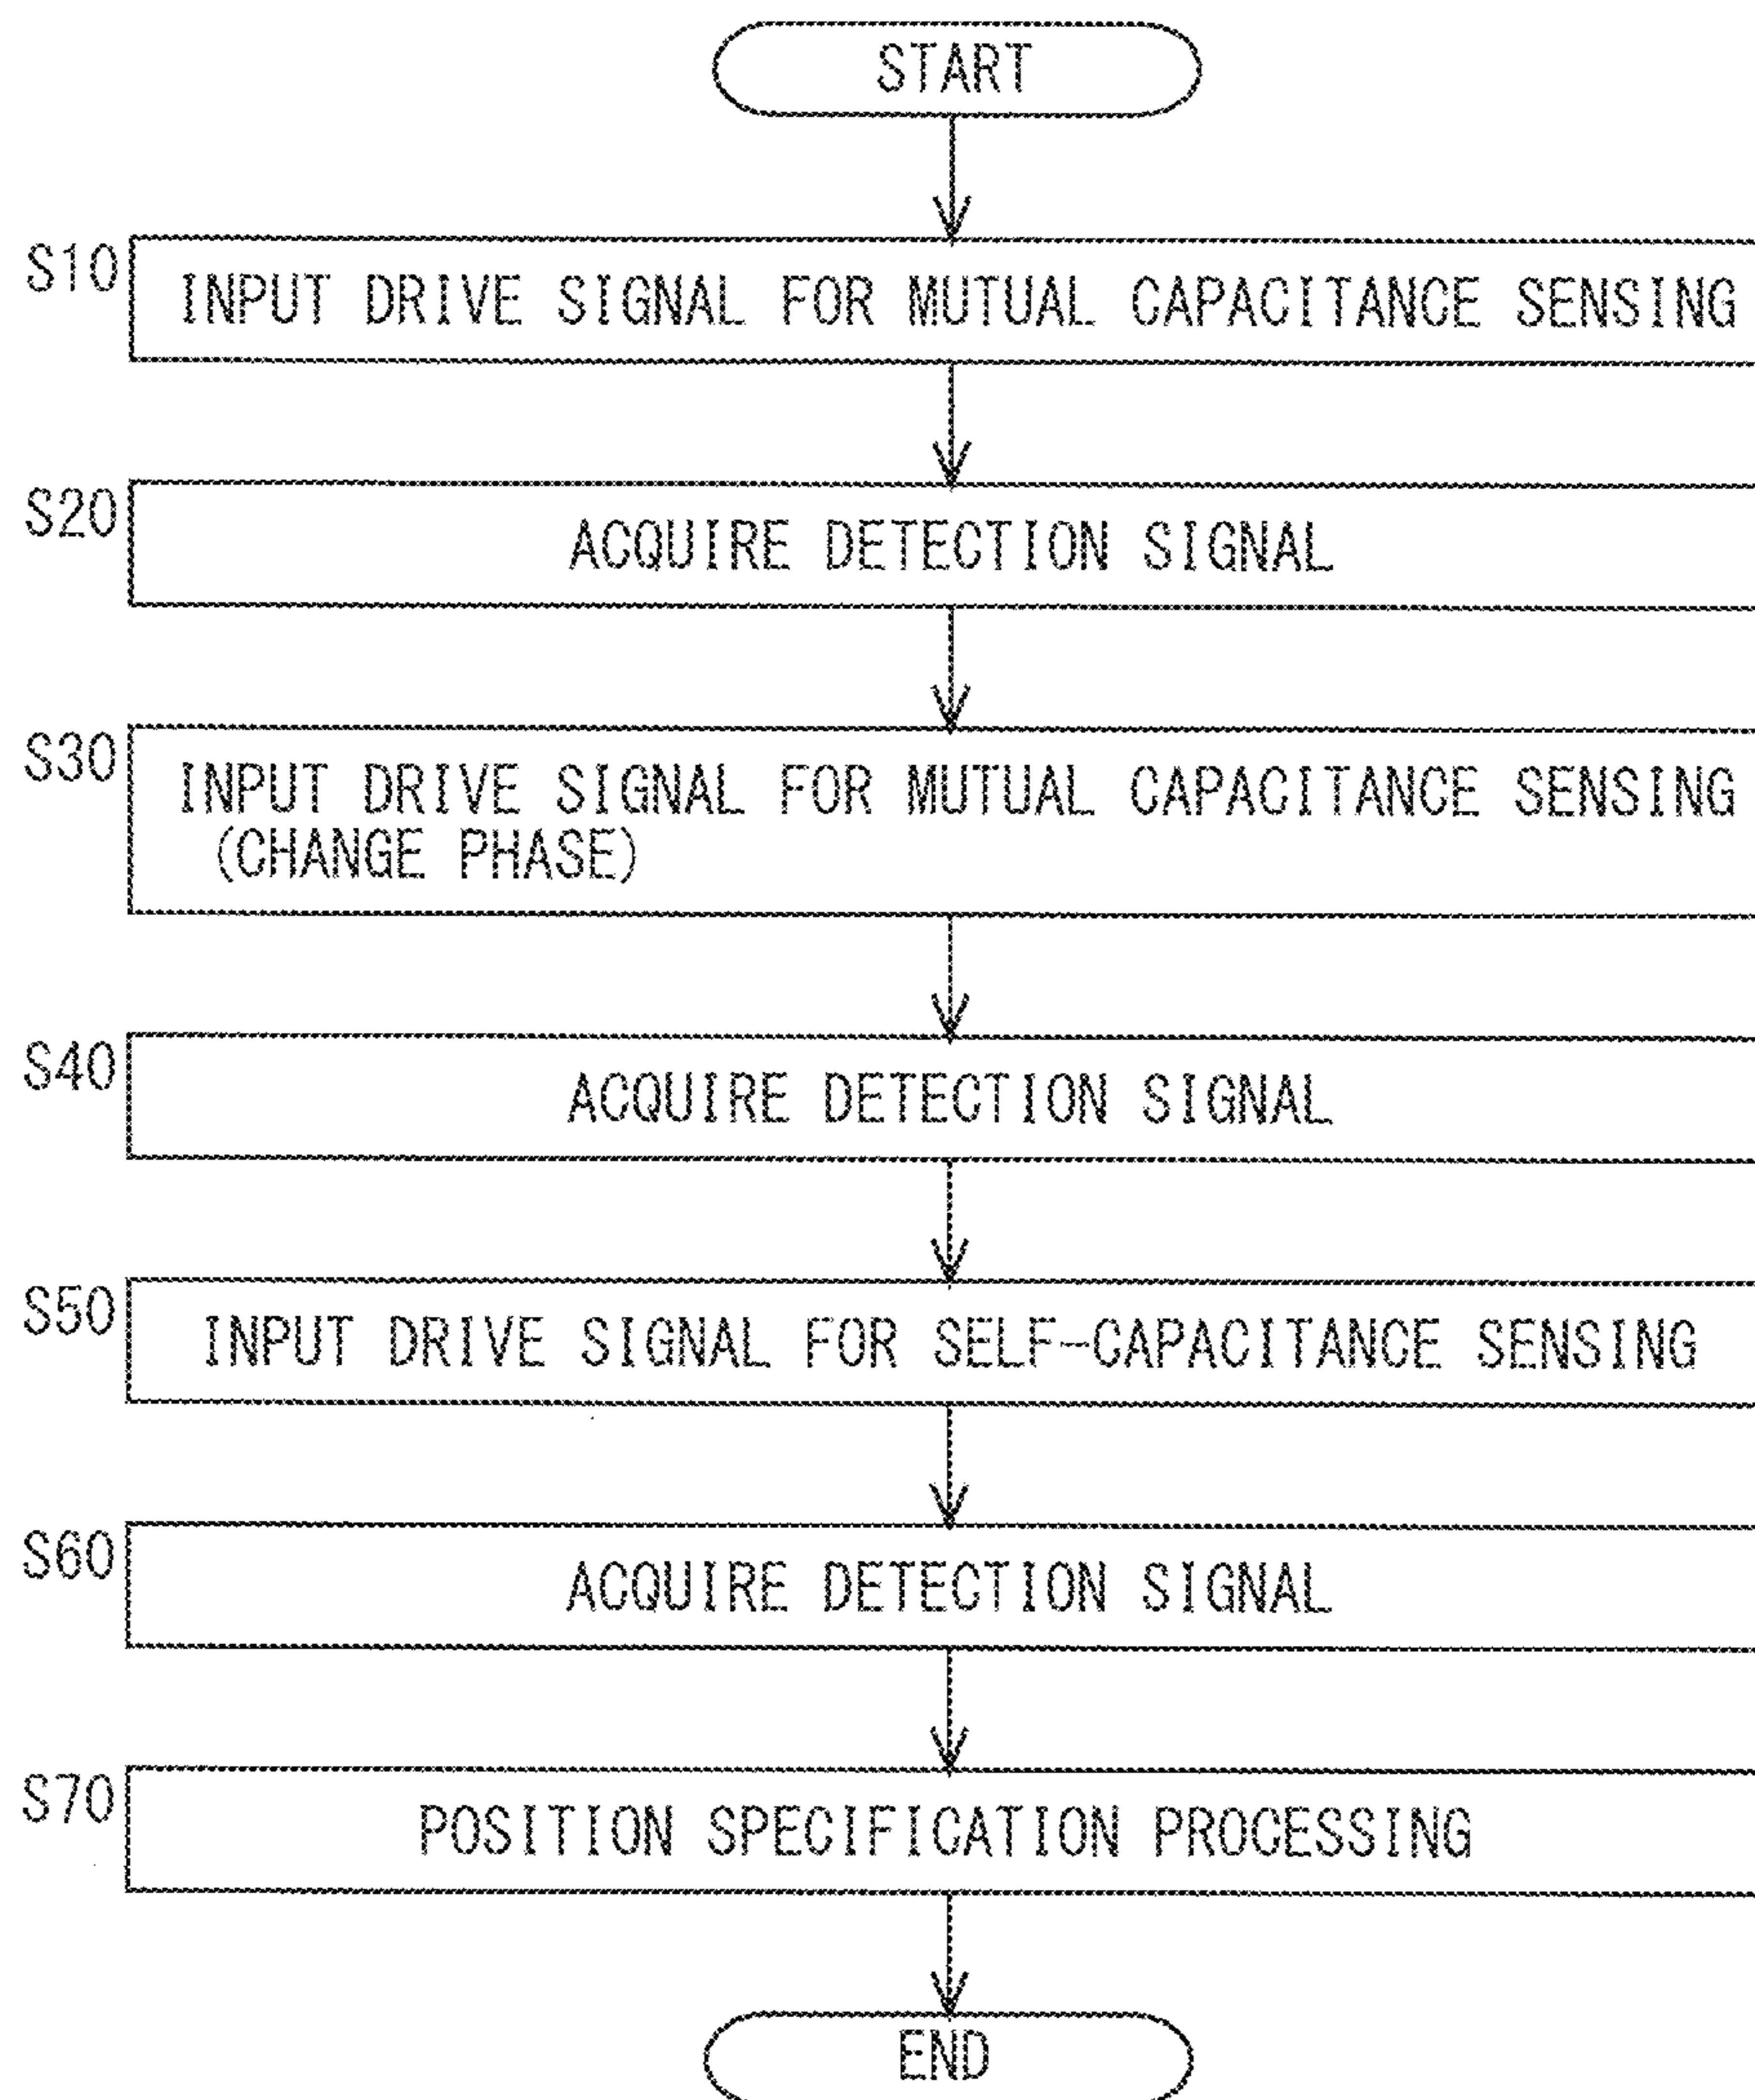 START
S10
INPUT DRIVE SIGNAL FOR MUTUAL CAPACITANCE SENSING
S20
ACQUIRE DETECTION SIGNAL
S30
INPUT DRIVE SIGNAL FOR MUTUAL CAPACITANCE SENSING
(CHANGE PHASE)
S40
ACQUIRE DETECTION SIGNAL
S50
INPUT DRIVE SIGNAL FOR SELF-CAPACITANCE SENSING
S60
ACQUIRE DETECTION SIGNAL
S70
POSITION SPECIFICATION PROCESSING
END